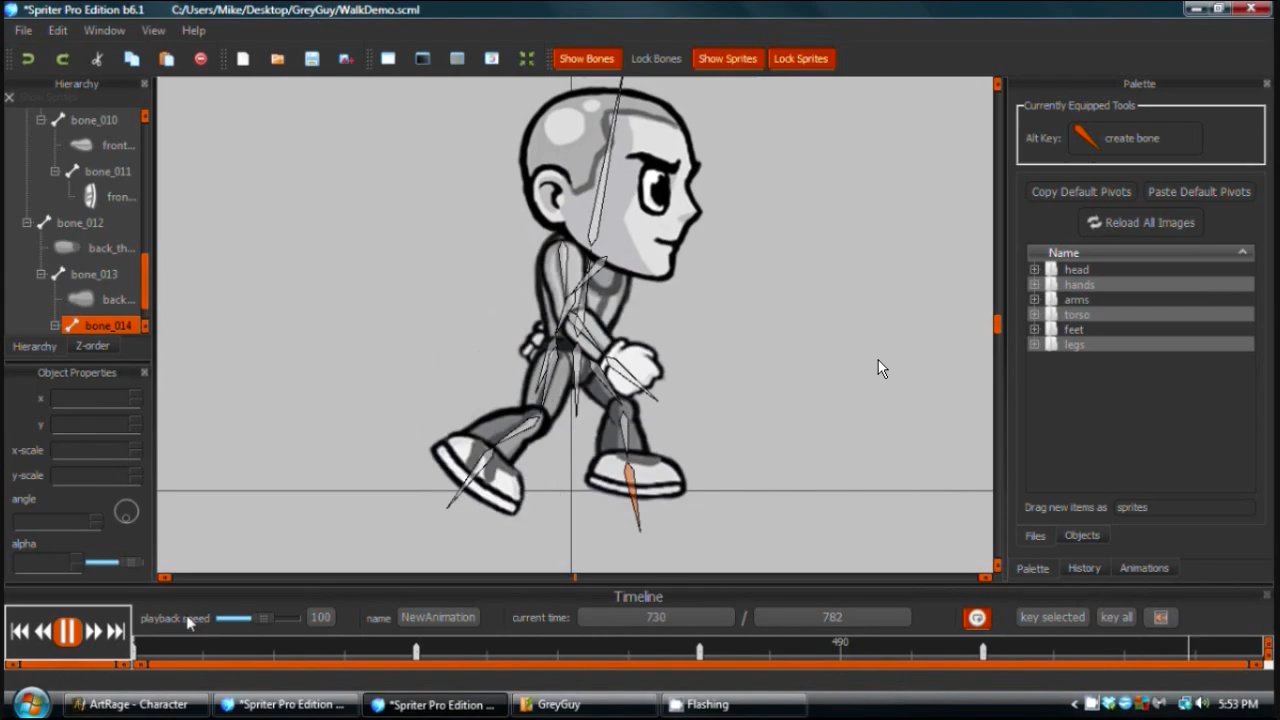 *Spriter Pro Edition b6.1 C:/Users/Mike/Desktop/GreyGuy/WalkDemo.scml
File Edit Window View Help
Show Bones Lock Bones Show Sprites Lock Sprites
Hierarchy
bone_010
front...
bone_011
fron...
bone_012
back_th...
bone_013
back...
bone_014
Hierarchy Z-order
Object Properties
x
y
x-scale
y-scale
angle
alpha
Palette
Currently Equipped Tools
Alt Key: create bone
Copy Default Pivots Paste Default Pivots
Reload All Images
Name
head
hands
arms
torso
feet
legs
Drag new items as sprites
Files Objects
Palette History Animations
Timeline
playback speed 100 name NewAnimation current time: 730 / 782 key selected key all
490
ArtRage - Character *Spriter Pro Edition ... *Spriter Pro Edition ... GreyGuy Flashing 5:53 PM